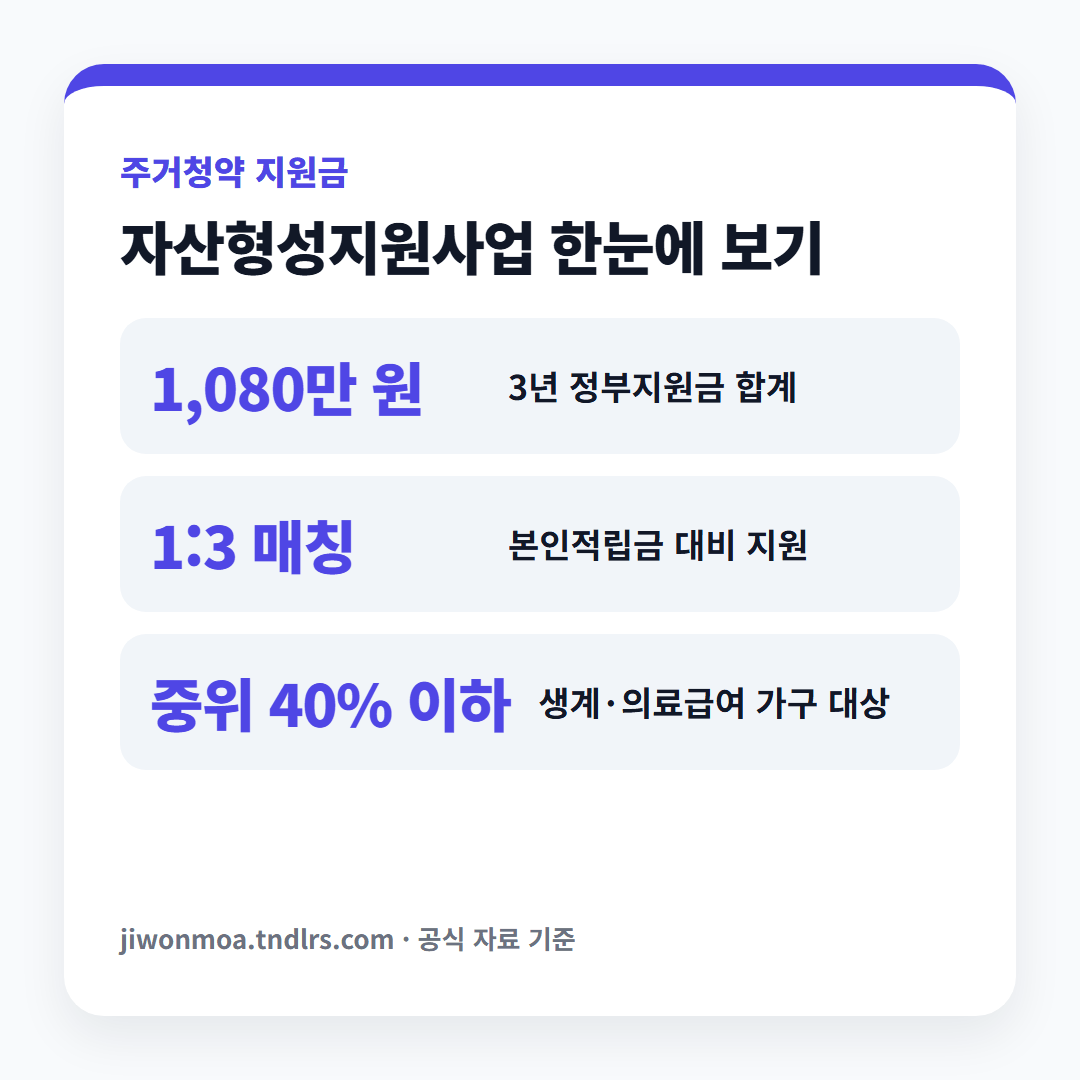 주거청약 지원금
자산형성지원사업 한눈에 보기
1,080만 원 3년 정부지원금 합계
1:3 매칭 본인적립금 대비 지원
중위 40% 이하 생계·의료급여 가구 대상
jiwonmoa.tndlrs.com · 공식 자료 기준